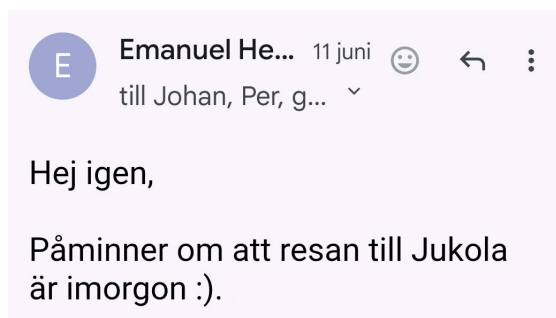 E
Emanuel He... 11 juni
till Johan, Per, g...
Hej igen,
Påminner om att resan till Jukola
är imorgon :).